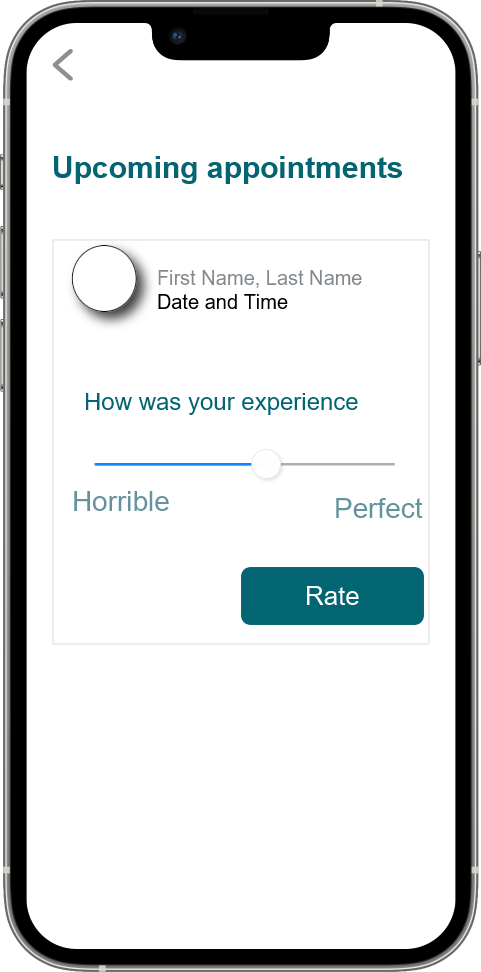 Upcoming appointments
First Name, Last Name
Date and Time
How was your experience
Horrible
Perfect
Rate